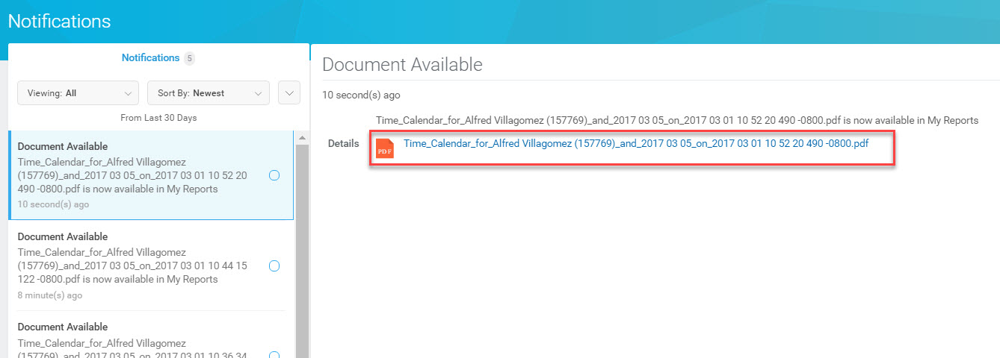 Notifications
Notifications 5
Viewing: All
Sort By: Newest
From Last 30 Days
Document Available
Time_Calendar_for_Alfred Villagomez
(157769)_and_2017 03 05_on_2017 03 01 10 52 20
490 -0800.pdf is now available in My Reports
10 second(s) ago
Document Available
Time_Calendar_for_Alfred Villagomez
(157769)_and_2017 03 05_on_2017 03 01 10 44 15
122 -0800.pdf is now available in My Reports
8 minute(s) ago
Document Available
Time_Calendar_for_Alfred Villagomez
(157769)_and_2017 03 05_on_2017 03 01 10 36 34
Document Available
10 second(s) ago
Time_Calendar_for_Alfred Villagomez (157769)_and_2017 03 05_on_2017 03 01 10 52 20 490 -0800.pdf is now available in My Reports
Details
PDF
Time_Calendar_for_Alfred Villagomez (157769)_and_2017 03 05_on_2017 03 01 10 52 20 490 -0800.pdf